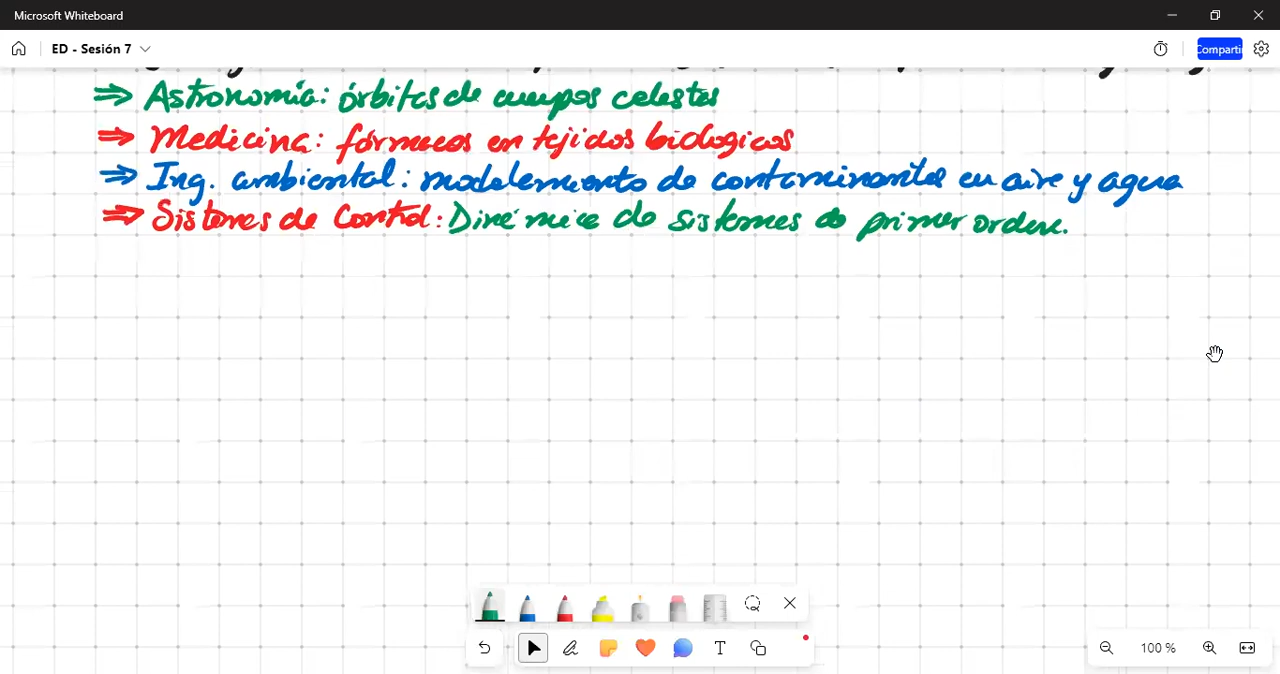 Microsoft Whiteboard
ED - Sesión 7
Compartir
⇒ Astronomía: órbitas de cuerpos celestes
⇒ Medicina: fármacos en tejidos biologicos
⇒ Ing. ambiental: modelamiento de contaminantes en aire y agua
⇒ Sistemas de Control: Dinámica de sistemas de primer orden.
100 %